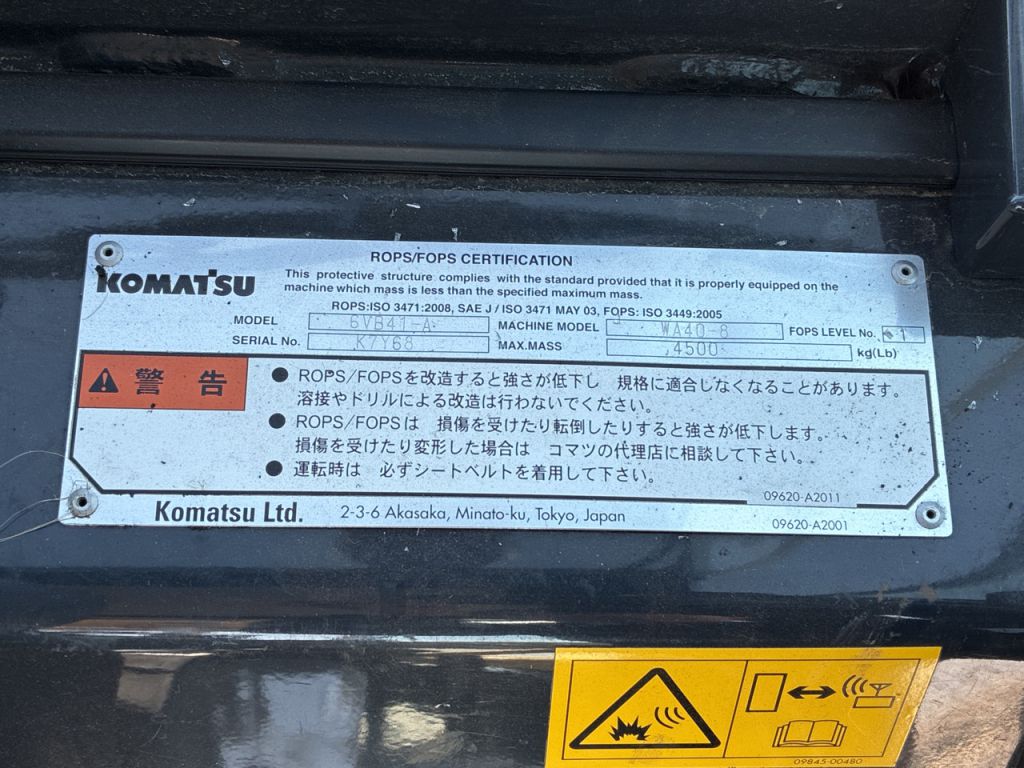 ROPS/FOPS CERTIFICATION
KOMATSU
This protective structure complies with the standard provided that it is properly equipped on the
machine which mass is less than the specified maximum mass.
ROPS:ISO 3471:2008, SAE J / ISO 3471 MAY 03, FOPS: ISO 3449:2005
MODEL 6VB41-A MACHINE MODEL WA40-8 FOPS LEVEL No. 1
SERIAL No. K7Y68 MAX.MASS 4500 kg(Lb)
警告
● ROPS/FOPSを改造すると強さが低下し 規格に適合しなくなることがあります。
溶接やドリルによる改造は行わないでください。
● ROPS/FOPSは 損傷を受けたり転倒したりすると強さが低下します。
損傷を受けたり変形した場合は コマツの代理店に相談して下さい。
● 運転時は 必ずシートベルトを着用して下さい。
09620-A2011
Komatsu Ltd. 2-3-6 Akasaka, Minato-ku, Tokyo, Japan
09620-A2001
09845-00480